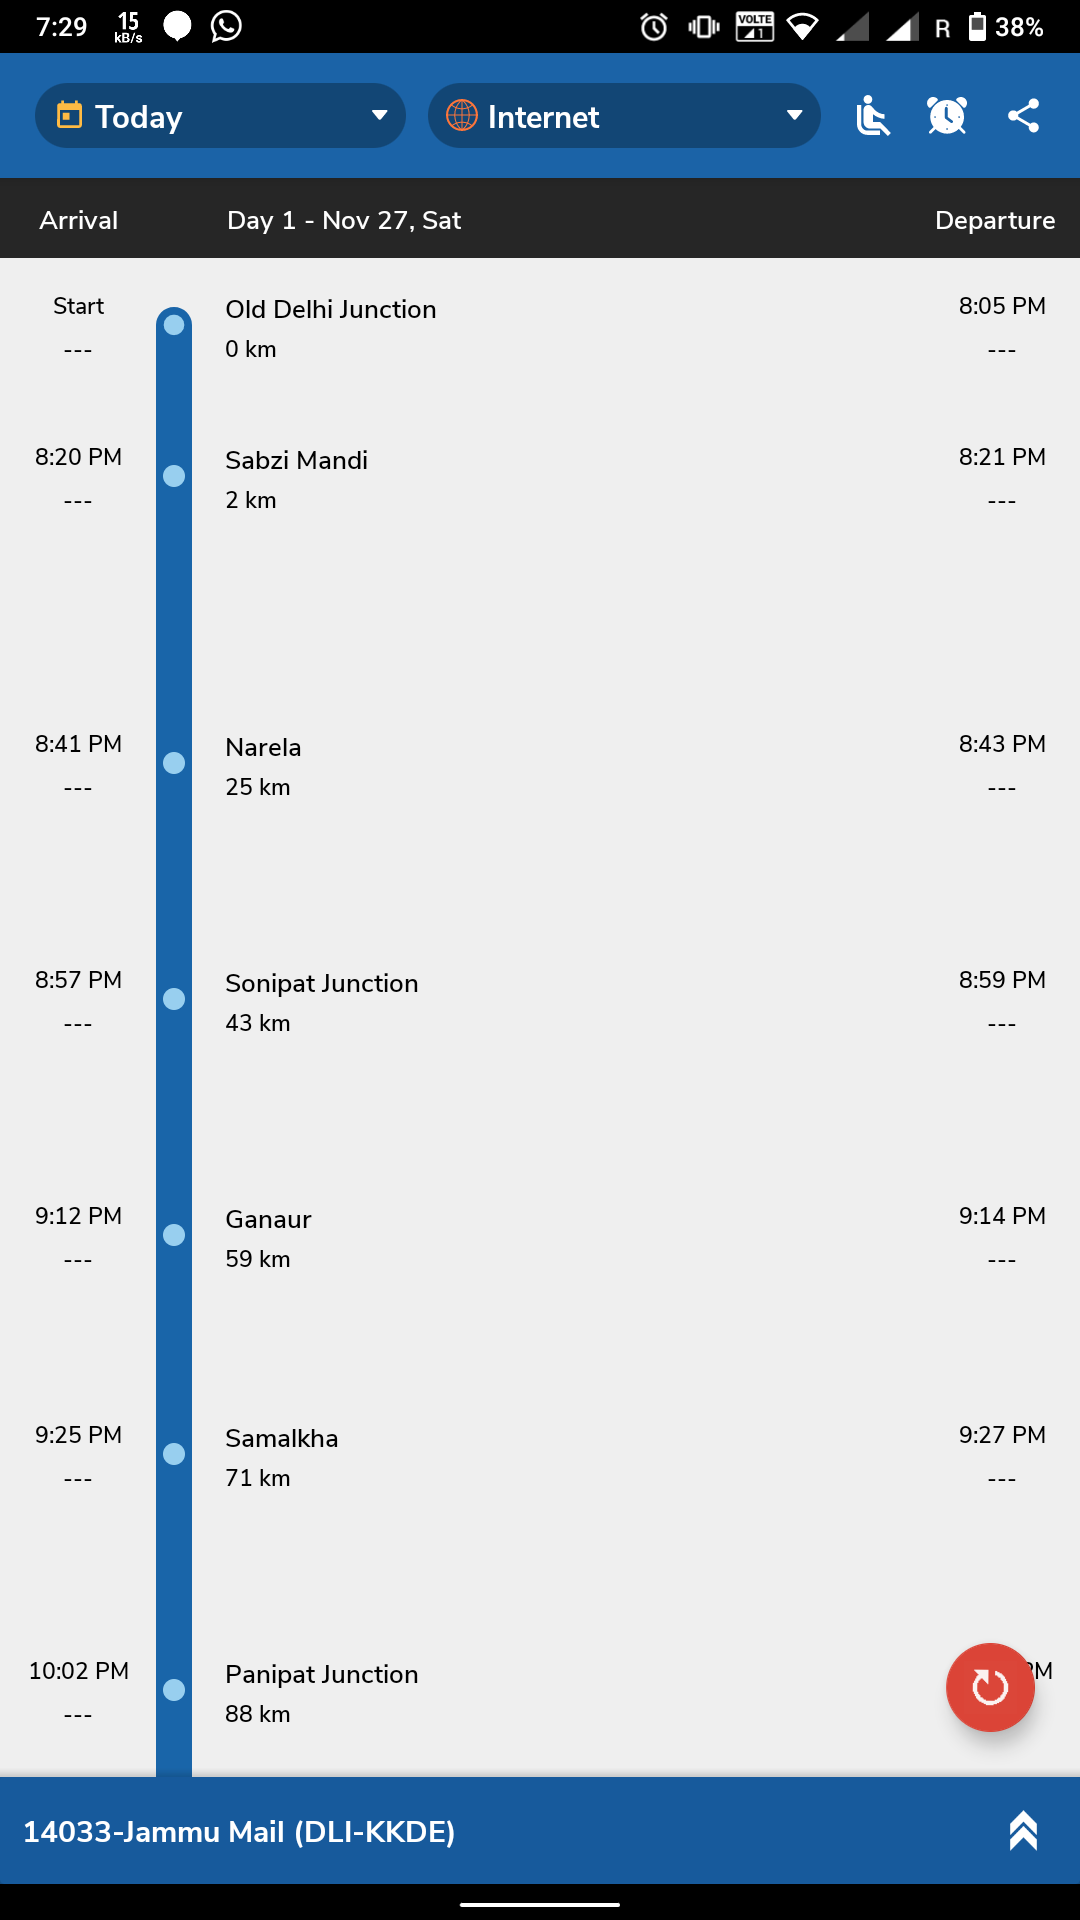 7:29 15 kB/s VOLTE 1 R 38%
Today Internet
Arrival Day 1 - Nov 27, Sat Departure
Start Old Delhi Junction 8:05 PM
--- 0 km ---
8:20 PM Sabzi Mandi 8:21 PM
--- 2 km ---
8:41 PM Narela 8:43 PM
--- 25 km ---
8:57 PM Sonipat Junction 8:59 PM
--- 43 km ---
9:12 PM Ganaur 9:14 PM
--- 59 km ---
9:25 PM Samalkha 9:27 PM
--- 71 km ---
10:02 PM Panipat Junction
--- 88 km
14033-Jammu Mail (DLI-KKDE)